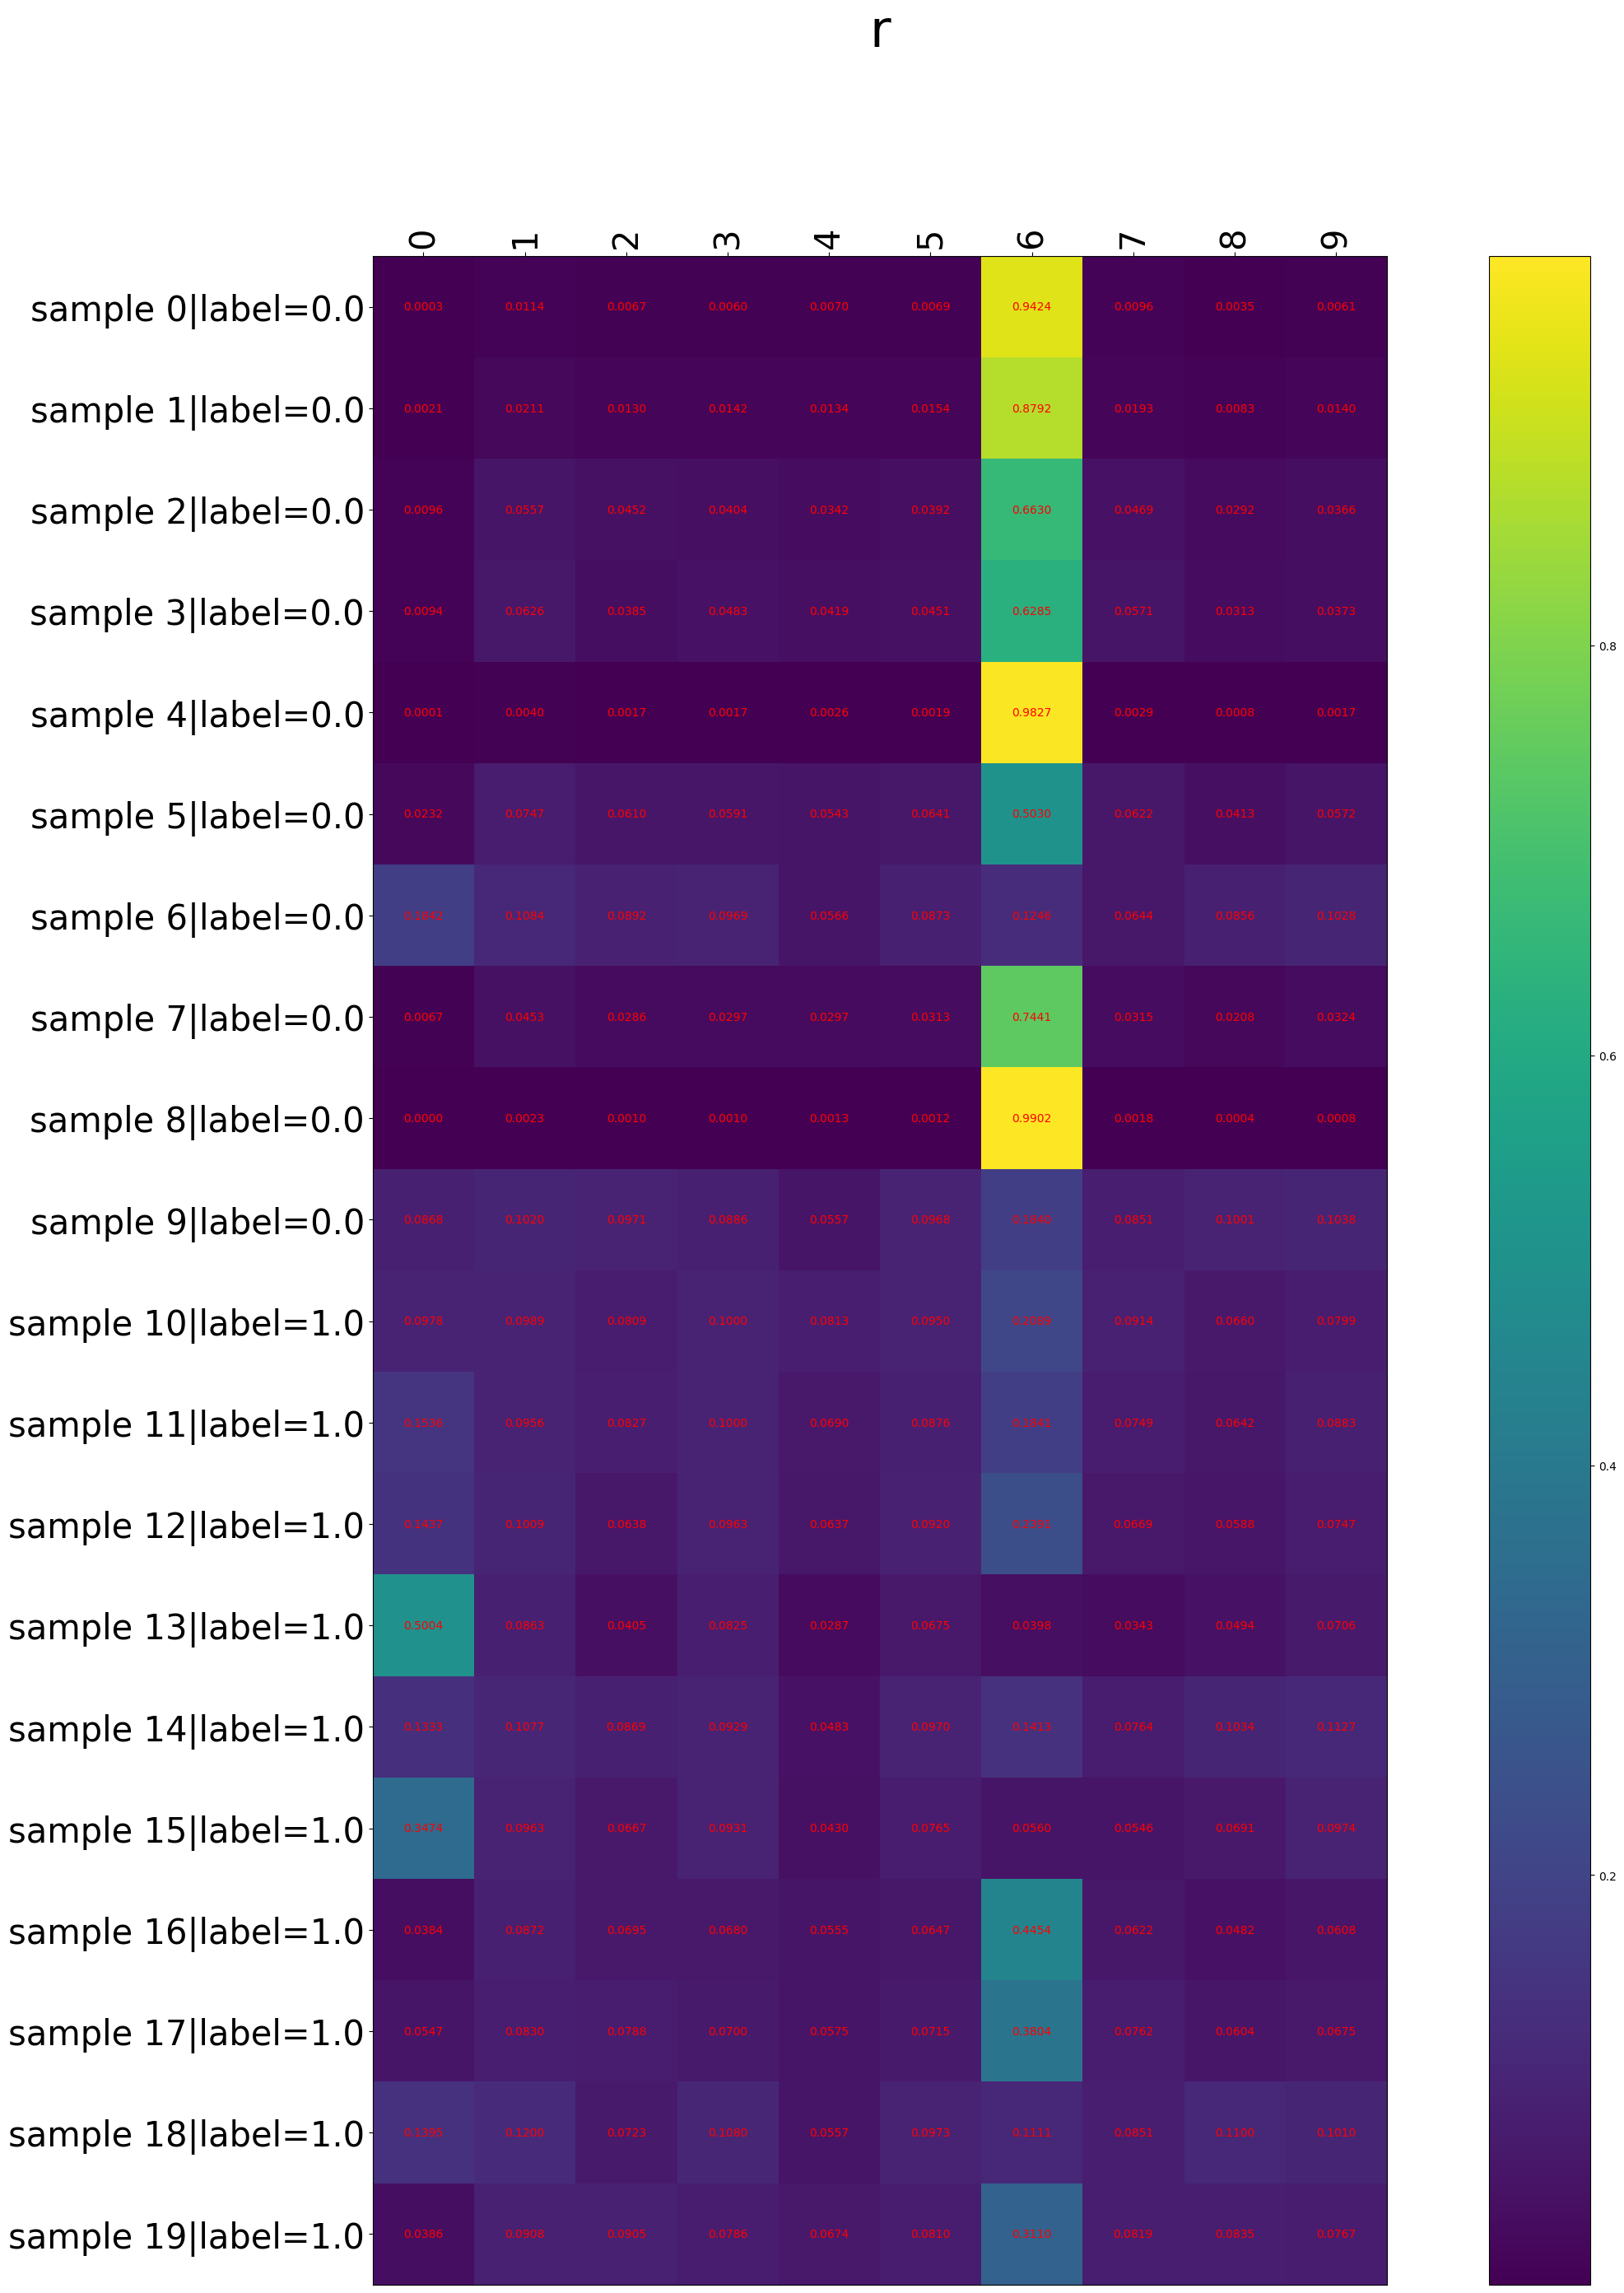 r
0 1 2 3 4 5 6 7 8 9
sample 0|label=0.0 0.0003 0.0114 0.0067 0.0060 0.0070 0.0069 0.9424 0.0096 0.0035 0.0061
sample 1|label=0.0 0.0021 0.0211 0.0130 0.0142 0.0134 0.0154 0.8792 0.0193 0.0083 0.0140
sample 2|label=0.0 0.0096 0.0557 0.0452 0.0404 0.0342 0.0392 0.6630 0.0469 0.0292 0.0366
sample 3|label=0.0 0.0094 0.0626 0.0385 0.0483 0.0419 0.0451 0.6285 0.0571 0.0313 0.0373
0.8
sample 4|label=0.0 0.0001 0.0040 0.0017 0.0017 0.0026 0.0019 0.9827 0.0029 0.0008 0.0017
sample 5|label=0.0 0.0232 0.0747 0.0610 0.0591 0.0543 0.0641 0.5030 0.0622 0.0413 0.0572
sample 6|label=0.0 0.1084 0.0892 0.0969 0.0566 0.0873 0.1246 0.0644 0.0856 0.1028
sample 7|label=0.0 0.0067 0.0453 0.0286 0.0297 0.0297 0.0313 0.7441 0.0315 0.0208 0.0324
0.6
sample 8|label=0.0 0.0000 0.0023 0.0010 0.0010 0.0013 0.0012 0.9902 0.0018 0.0004 0.0008
sample 9|label=0.0 0.0868 0.1020 0.0971 0.0886 0.0557 0.0968 0.0851 0.1001 0.1038
sample 10|label=1.0 0.0978 0.0989 0.0809 0.1000 0.0813 0.0950 0.2089 0.0914 0.0660 0.0799
sample 11|label=1.0 0.1536 0.0956 0.0827 0.1000 0.0690 0.0876 0.0749 0.0642 0.0883
0.4
sample 12|label=1.0 0.1437 0.1009 0.0638 0.0963 0.0637 0.0920 0.0669 0.0588 0.0747
sample 13|label=1.0 0.5004 0.0863 0.0405 0.0825 0.0287 0.0675 0.0398 0.0343 0.0494 0.0706
sample 14|label=1.0 0.1333 0.1077 0.0869 0.0929 0.0483 0.0970 0.1413 0.0764 0.1034 0.1127
sample 15|label=1.0 0.3474 0.0963 0.0667 0.0931 0.0430 0.0765 0.0560 0.0546 0.0691 0.0974
0.2
sample 16|label=1.0 0.0384 0.0872 0.0695 0.0680 0.0555 0.0647 0.4454 0.0622 0.0482 0.0608
sample 17|label=1.0 0.0547 0.0830 0.0788 0.0700 0.0575 0.0715 0.3804 0.0762 0.0604 0.0675
sample 18|label=1.0 0.1395 0.1200 0.0723 0.1080 0.0557 0.0973 0.1111 0.0851 0.1100 0.1010
sample 19|label=1.0 0.0386 0.0908 0.0905 0.0786 0.0674 0.0810 0.3110 0.0819 0.0835 0.0767